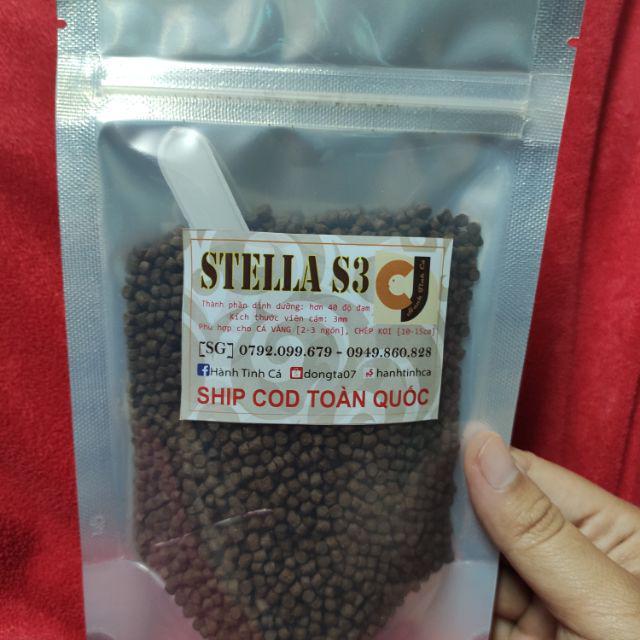 STELLA S3
Thành phần dinh dưỡng: hơn 40 độ đạm
kích thước viên cám: 3mm
Phù hợp cho CÁ VÀNG [2-3 ngón], CHÉP KOI [10-15cm]
[SG] 0792.099.679 - 0949.860.828
Hành Tinh Cá dongta07 hanhtinhca
SHIP COD TOÀN QUỐC